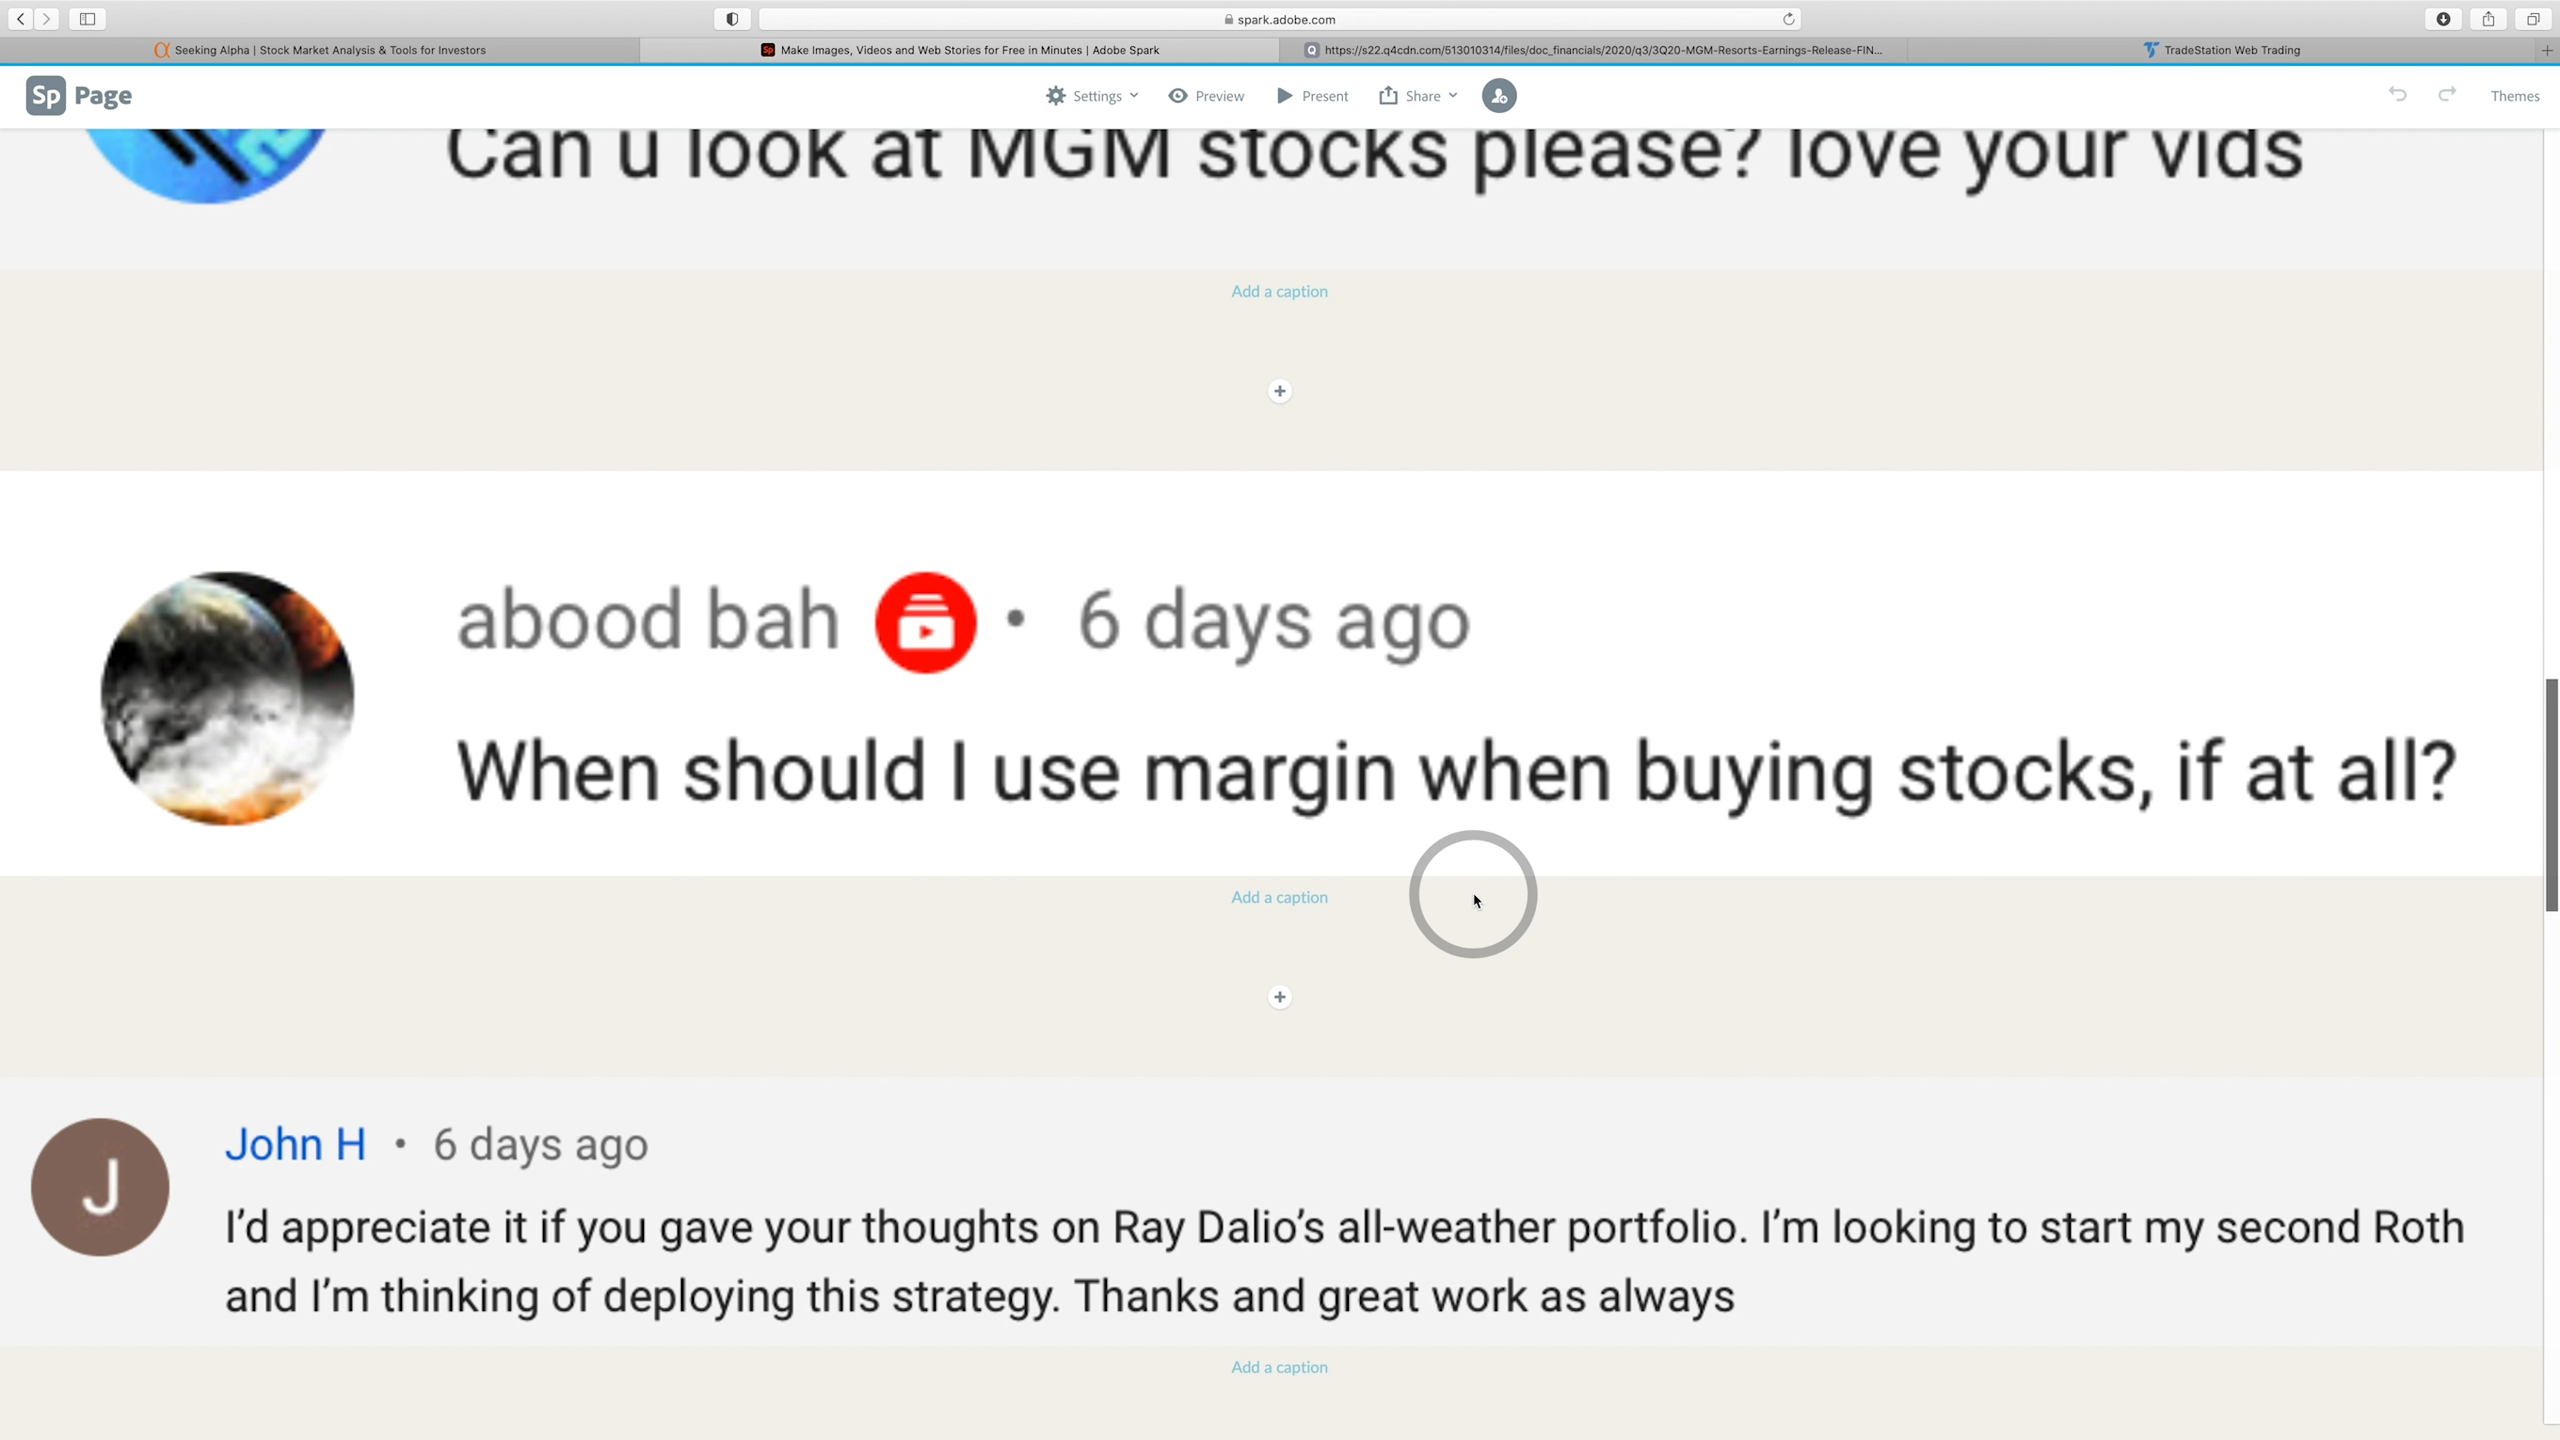 spark.adobe.com
Seeking Alpha | Stock Market Analysis & Tools for Investors
Sp Make Images, Videos and Web Stories for Free in Minutes | Adobe Spark
Q https://s22.q4cdn.com/513010314/files/doc_financials/2020/q3/3Q20-MGM-Resorts-Earnings-Release-FIN...
TradeStation Web Trading
Sp Page
Settings
Preview
Present
Share
Themes
Can u look at MGM stocks please? love your vids
Add a caption
abood bah • 6 days ago
When should I use margin when buying stocks, if at all?
Add a caption
J
John H • 6 days ago
I’d appreciate it if you gave your thoughts on Ray Dalio’s all-weather portfolio. I’m looking to start my second Roth
and I’m thinking of deploying this strategy. Thanks and great work as always
Add a caption